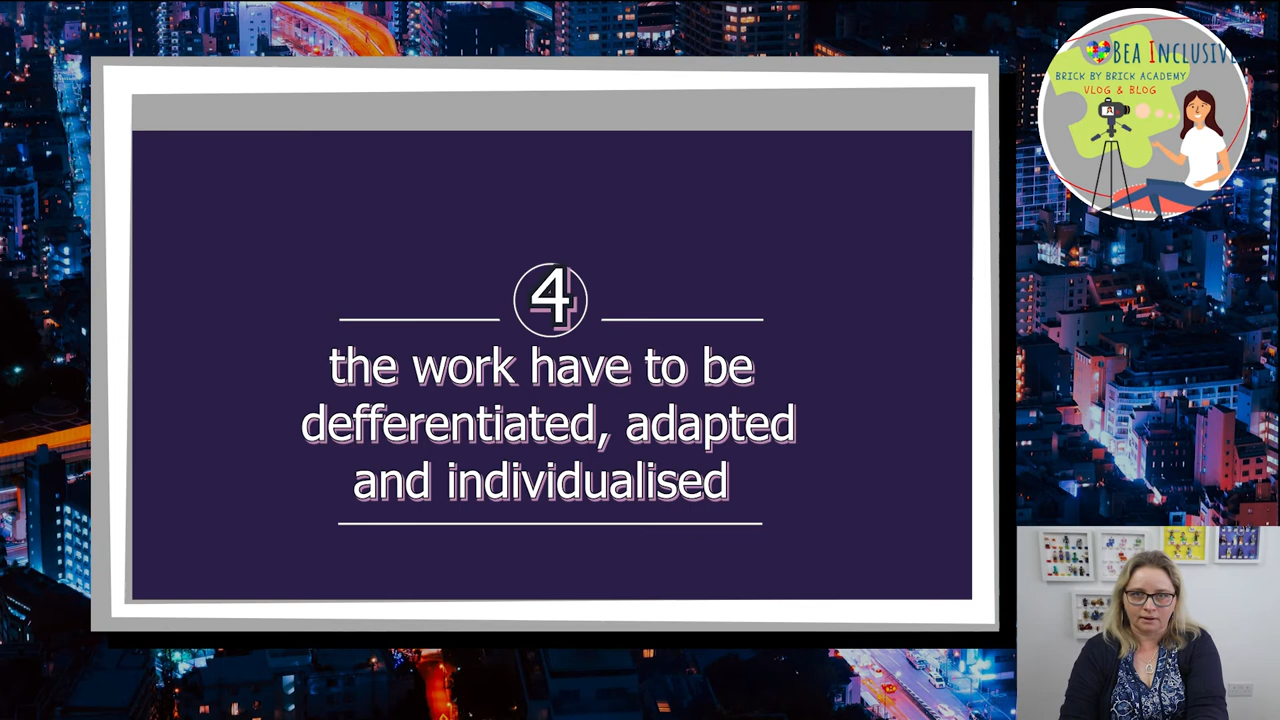 BEA INCLUSIVE
BRICK BY BRICK ACADEMY
VLOG & BLOG
A
4
the work have to be
defferentiated, adapted
and individualised